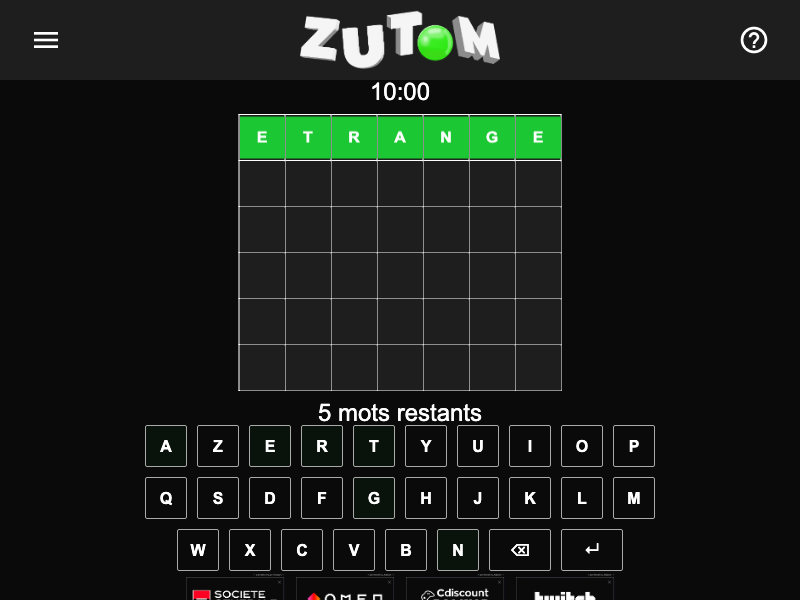 ZUTOM
10:00
E T R A N G E
5 mots restants
A Z E R T Y U I O P
Q S D F G H J K L M
W X C V B N
SOCIETE
OMEN
Cdiscount
twitch